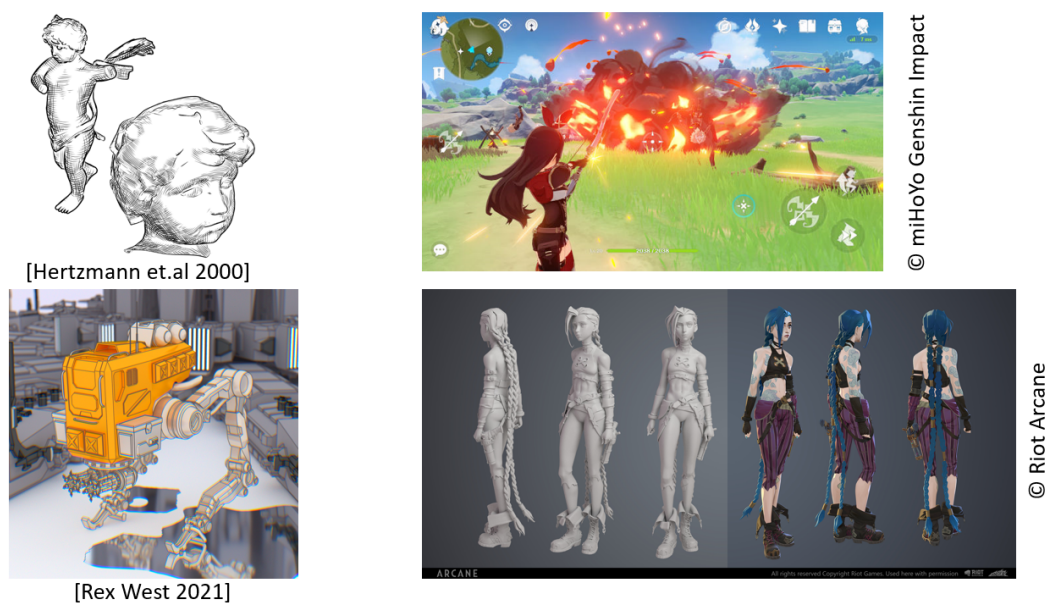 [Hertzmann et.al 2000]
© miHoYo Genshin Impact
[Rex West 2021]
ARCANE
All rights reserved Copyright Riot Games. Used here with permission
RIOT
© Riot Arcane